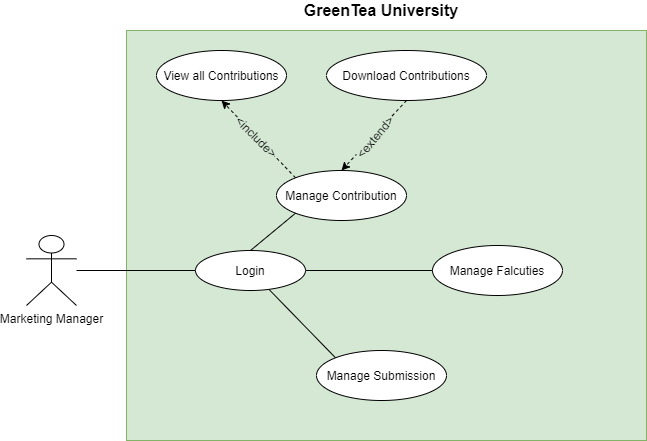 GreenTea University
View all Contributions
Download Contributions
<include>
<extend>
Manage Contribution
Login
Manage Falcuties
Marketing Manager
Manage Submission